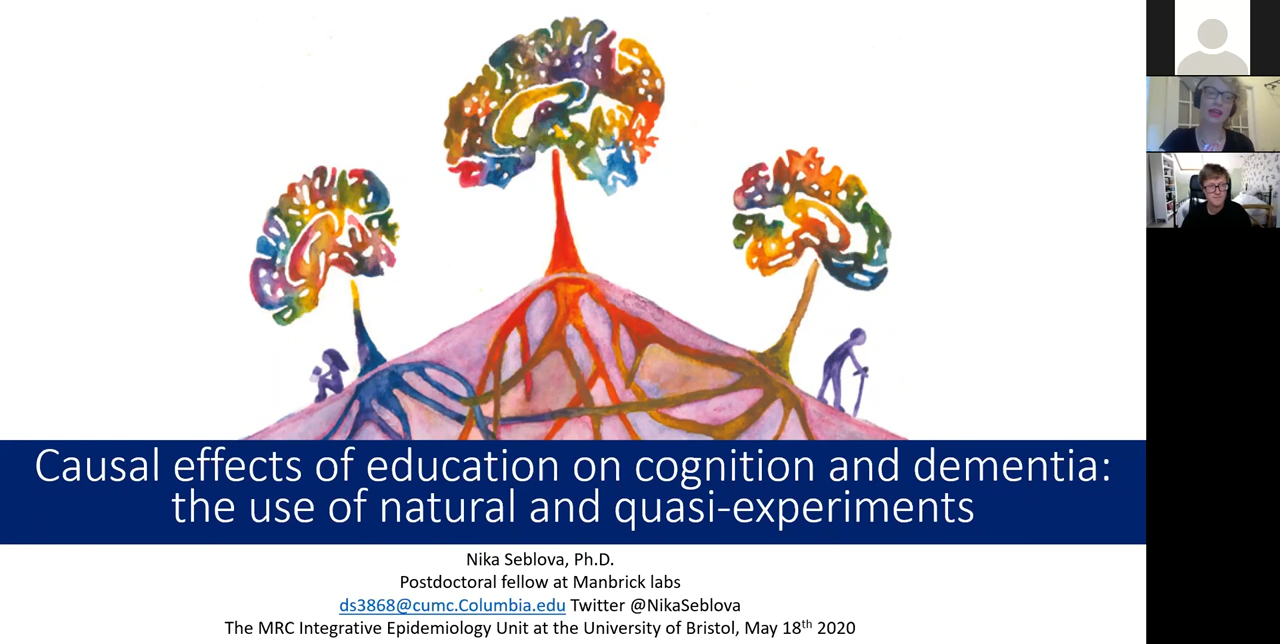 Causal effects of education on cognition and dementia:
the use of natural and quasi-experiments
Nika Seblova, Ph.D.
Postdoctoral fellow at Manbrick labs
ds3868@cumc.Columbia.edu Twitter @NikaSeblova
The MRC Integrative Epidemiology Unit at the University of Bristol, May 18th 2020